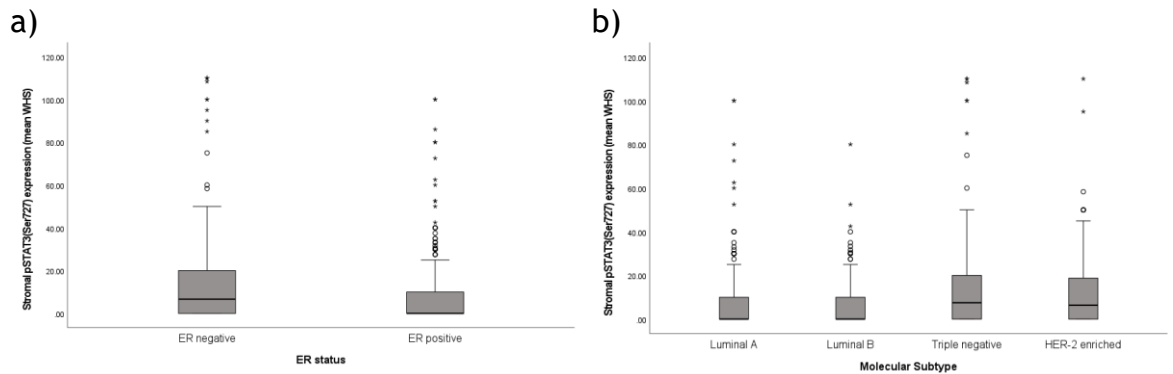 a)
Stromal pSTAT3(Ser727) expression (mean WHS)
120.00
100.00
80.00
60.00
40.00
20.00
.00
ER negative
ER positive
ER status
b)
Stromal pSTAT3(Ser727) expression (mean WHS)
120.00
100.00
80.00
60.00
40.00
20.00
.00
Luminal A
Luminal B
Triple negative
HER-2 enriched
Molecular Subtype